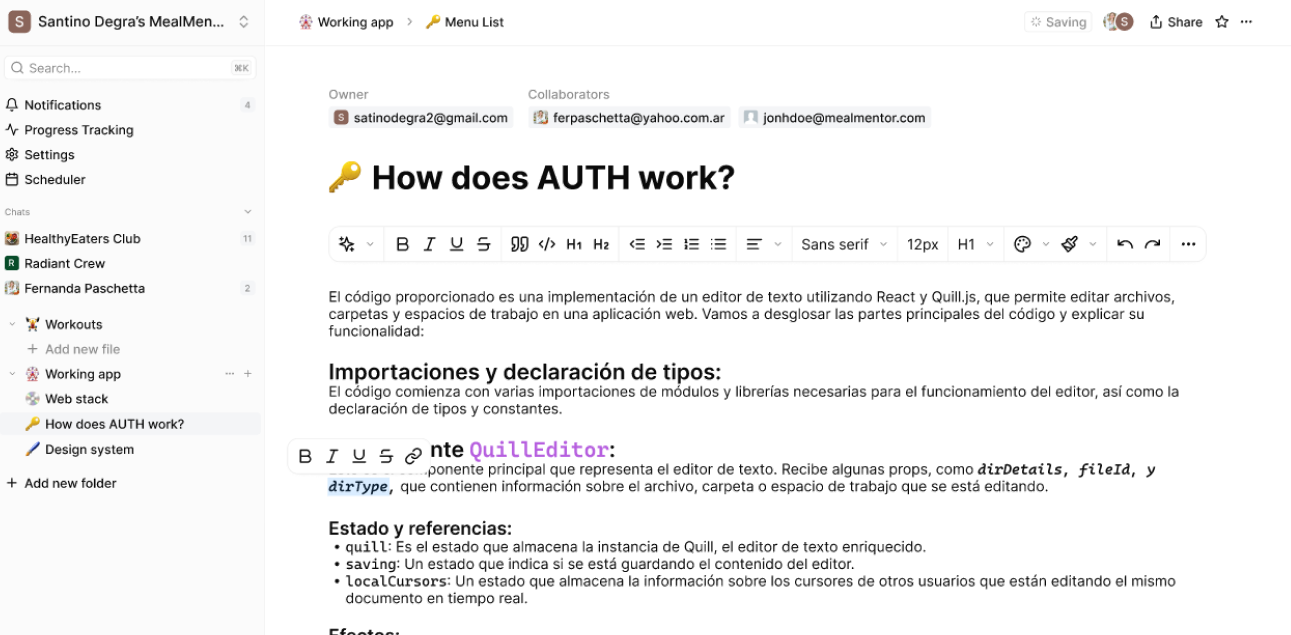 S Santino Degra's MealMen...
Working app
Menu List
Saving
S
Share
Search...
⌘K
Notifications 4
Progress Tracking
Settings
Scheduler
Chats
HealthyEaters Club 11
R Radiant Crew
Fernanda Paschetta 2
Workouts
+ Add new file
Working app ... +
Web stack
How does AUTH work?
Design system
+ Add new folder
Owner
Collaborators
S satinodegra2@gmail.com
ferpaschetta@yahoo.com.ar
jonhdoe@mealmentor.com
How does AUTH work?
B I U S </> H1 H2 Sans serif 12px H1 ...
El código proporcionado es una implementación de un editor de texto utilizando React y Quill.js, que permite editar archivos,
carpetas y espacios de trabajo en una aplicación web. Vamos a desglosar las partes principales del código y explicar su
funcionalidad:
Importaciones y declaración de tipos:
El código comienza con varias importaciones de módulos y librerías necesarias para el funcionamiento del editor, así como la
declaración de tipos y constantes.
B I U S
nte QuillEditor:
ponente principal que representa el editor de texto. Recibe algunas props, como dirDetails, fileId, y
dirType, que contienen información sobre el archivo, carpeta o espacio de trabajo que se está editando.
Estado y referencias:
• quill: Es el estado que almacena la instancia de Quill, el editor de texto enriquecido.
• saving: Un estado que indica si se está guardando el contenido del editor.
• localCursors: Un estado que almacena la información sobre los cursores de otros usuarios que están editando el mismo
documento en tiempo real.
Efectos: